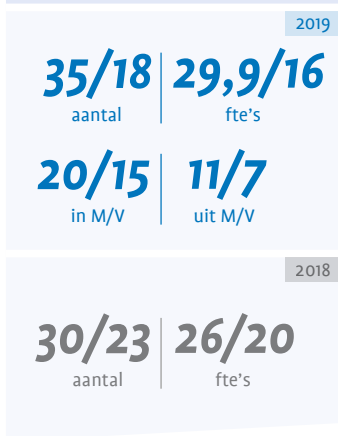 2019
35/18 29,9/16
aantal fte's
20/15 11/7
in M/V uit M/V
2018
30/23 26/20
aantal fte's